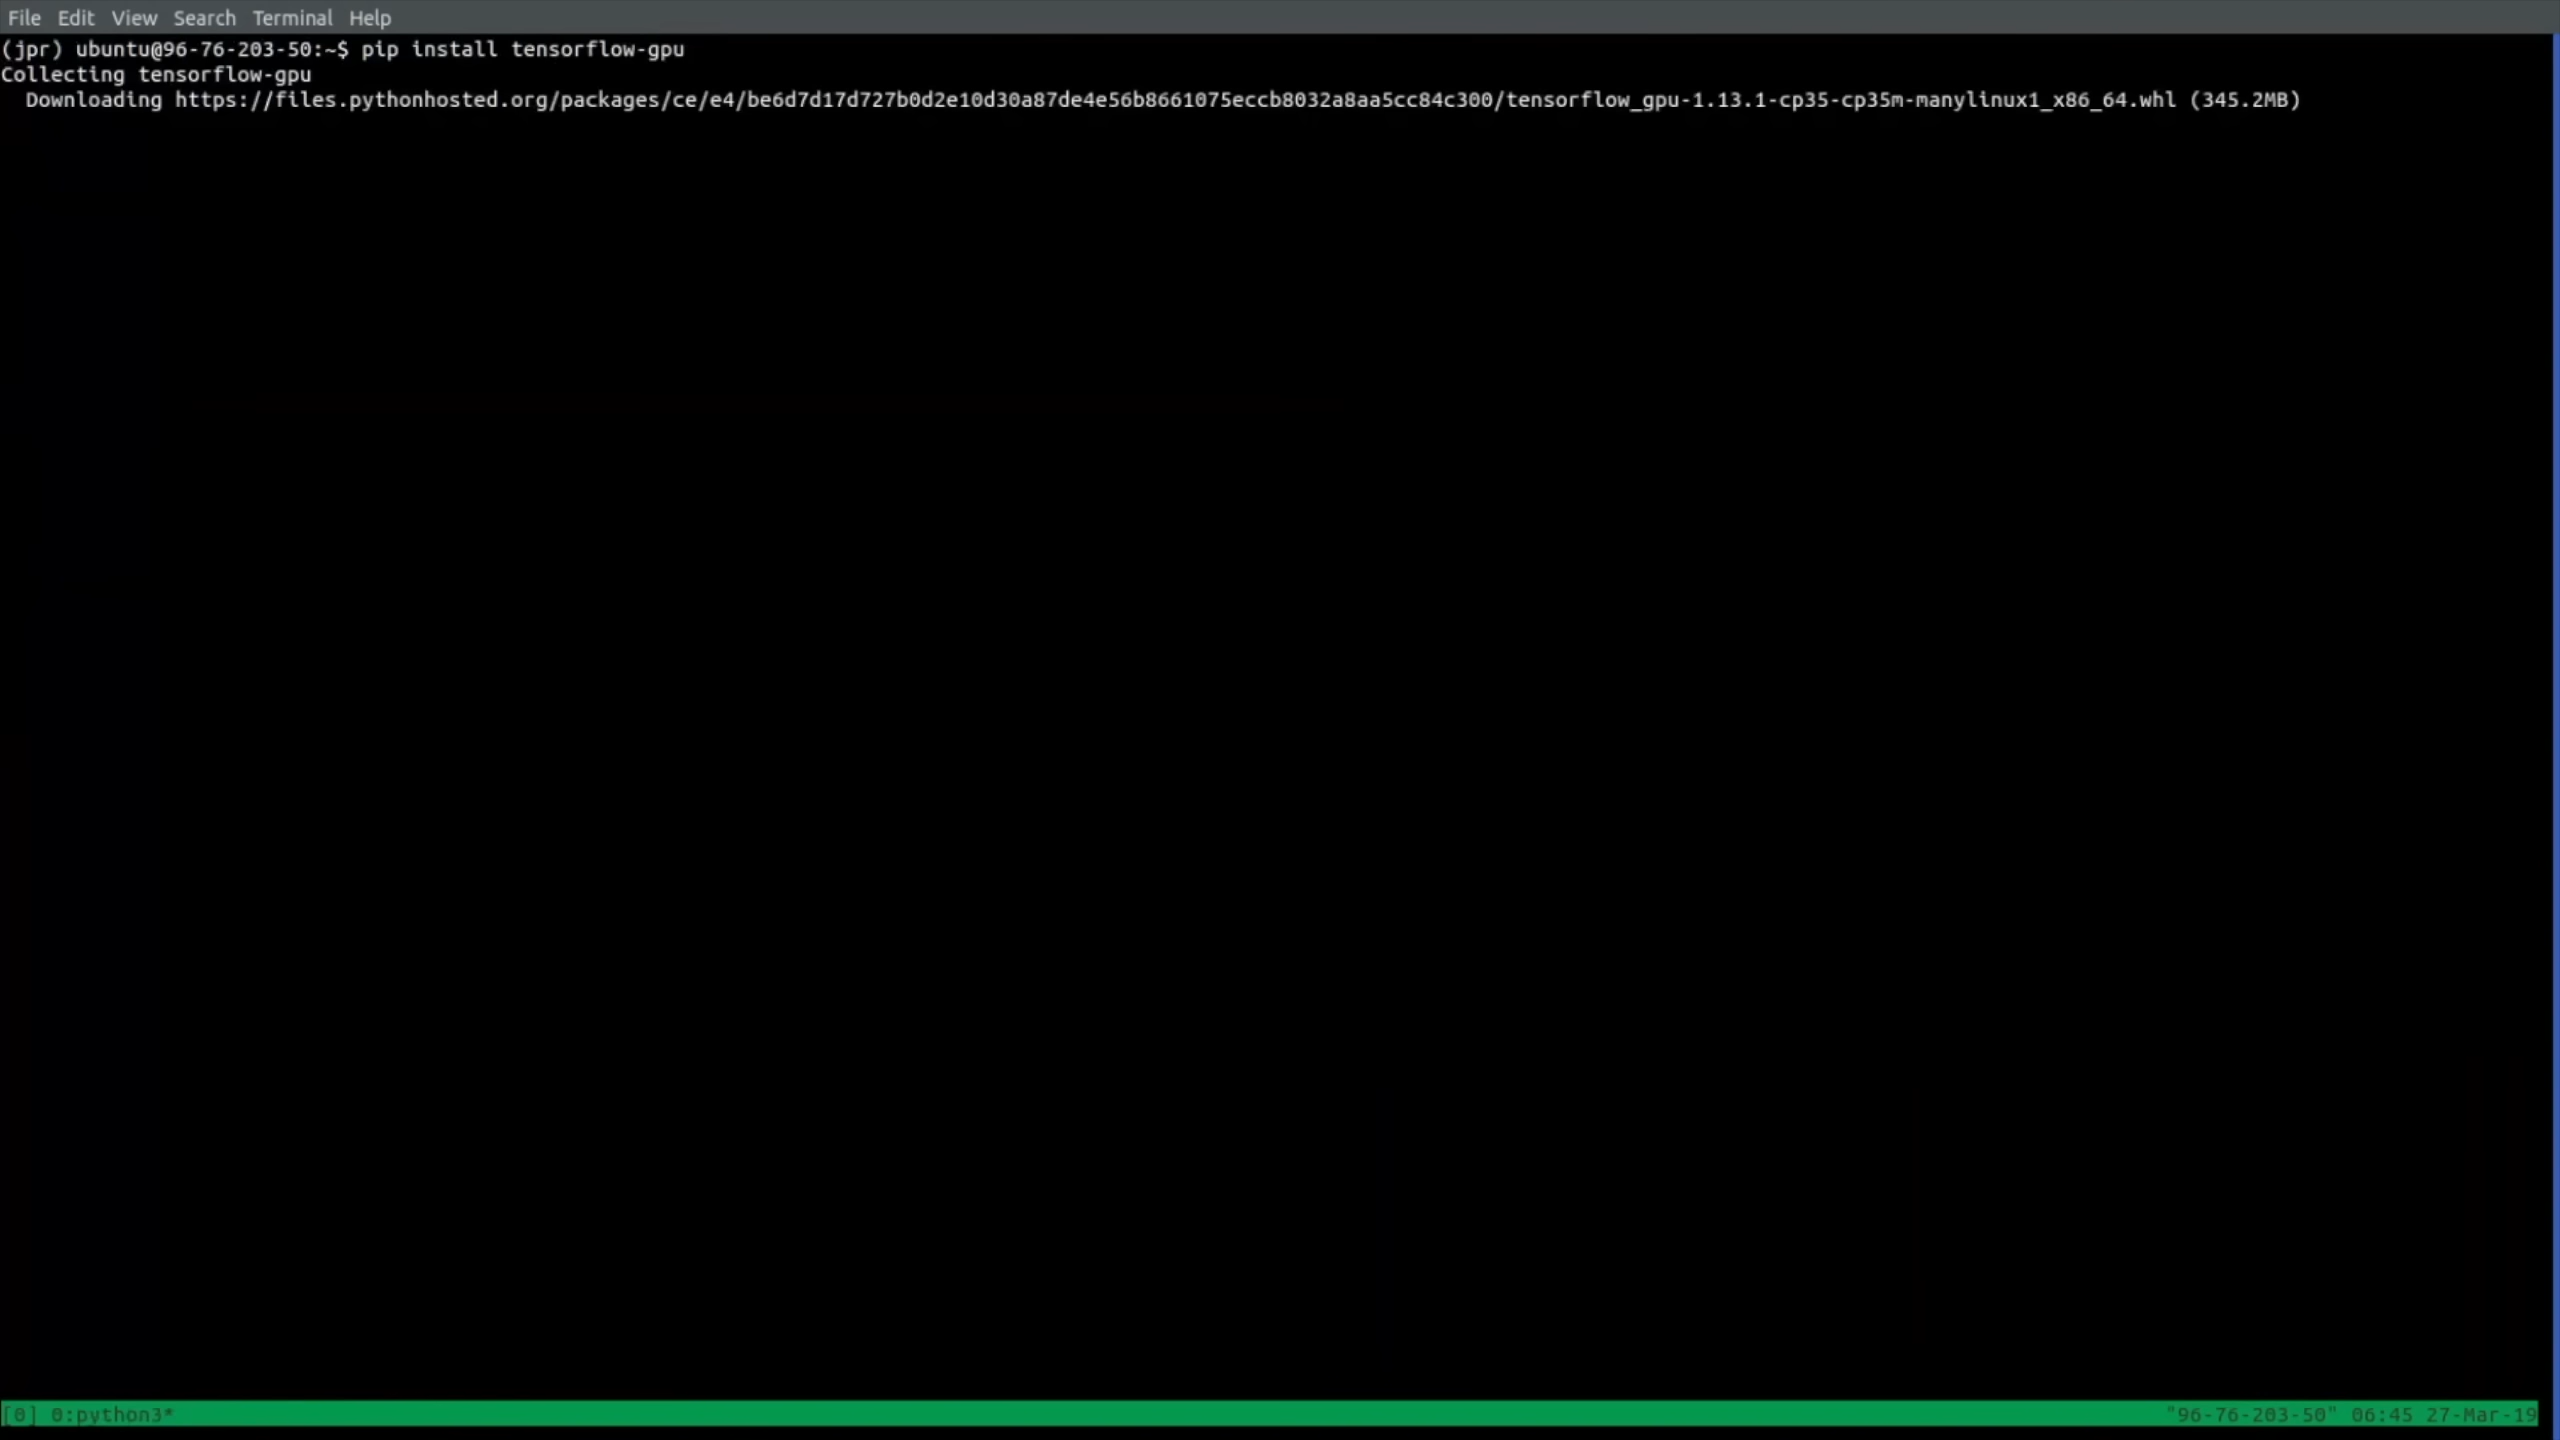 File Edit View Search Terminal Help
(jpr) ubuntu@96-76-203-50:~$ pip install tensorflow-gpu
Collecting tensorflow-gpu
  Downloading https://files.pythonhosted.org/packages/ce/e4/be6d7d17d727b0d2e10d30a87de4e56b8661075eccb8032a8aa5cc84c300/tensorflow_gpu-1.13.1-cp35-cp35m-manylinux1_x86_64.whl (345.2MB)
[0] 0:python3* "96-76-203-50" 06:45 27-Mar-19